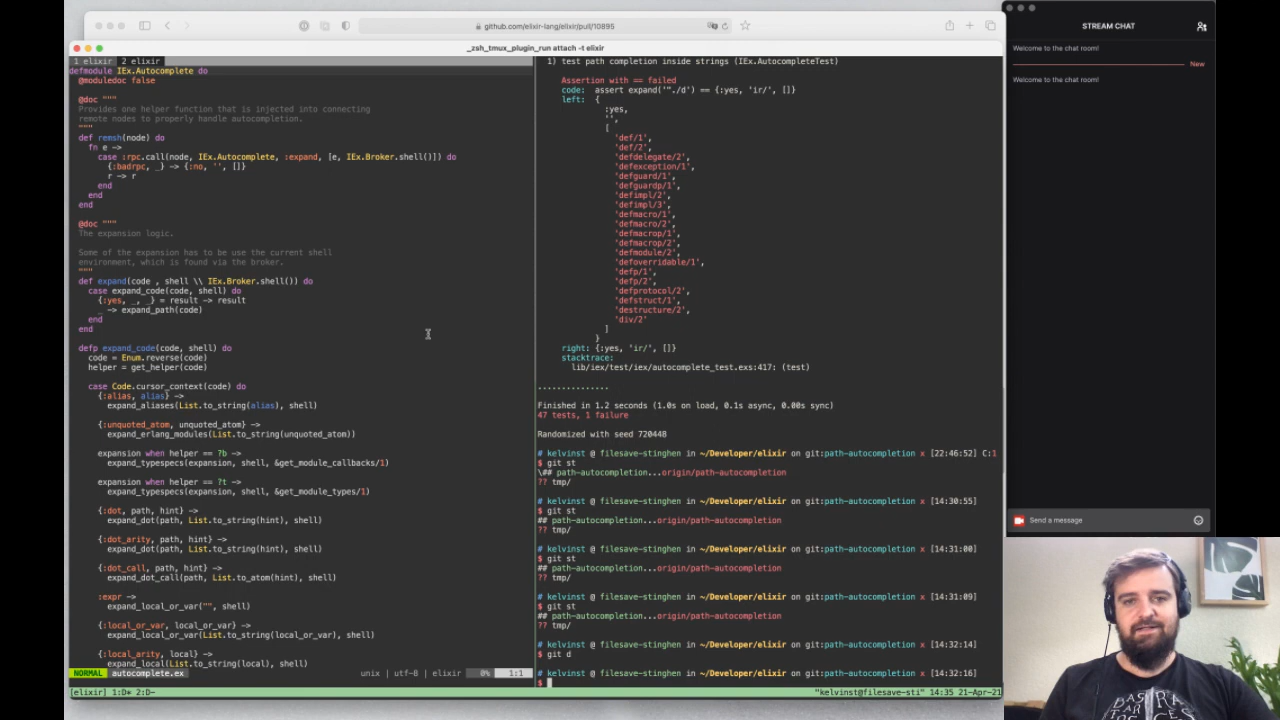 github.com/elixir-lang/elixir/pull/10895
_zsh_tmux_plugin_run attach -t elixir
1 elixir 2 elixir
defmodule IEx.Autocomplete do
@moduledoc false
@doc """
Provides one helper function that is injected into connecting
remote nodes to properly handle autocompletion.
"""
def remsh(node) do
fn e ->
case :rpc.call(node, IEx.Autocomplete, :expand, [e, IEx.Broker.shell()]) do
{:badrpc, _} -> {:no, '', []}
r -> r
end
end
end
@doc """
The expansion logic.
Some of the expansion has to be use the current shell
environment, which is found via the broker.
"""
def expand(code , shell \\ IEx.Broker.shell()) do
case expand_code(code, shell) do
{:yes, _, _} = result -> result
_ -> expand_path(code)
end
end
defp expand_code(code, shell) do
code = Enum.reverse(code)
helper = get_helper(code)
case Code.cursor_context(code) do
{:alias, alias} ->
expand_aliases(List.to_string(alias), shell)
{:unquoted_atom, unquoted_atom} ->
expand_erlang_modules(List.to_string(unquoted_atom))
expansion when helper == ?b ->
expand_typespecs(expansion, shell, &get_module_callbacks/1)
expansion when helper == ?t ->
expand_typespecs(expansion, shell, &get_module_types/1)
{:dot, path, hint} ->
expand_dot(path, List.to_string(hint), shell)
{:dot_arity, path, hint} ->
expand_dot(path, List.to_string(hint), shell)
{:dot_call, path, hint} ->
expand_dot_call(path, List.to_atom(hint), shell)
:expr ->
expand_local_or_var("", shell)
{:local_or_var, local_or_var} ->
expand_local_or_var(List.to_string(local_or_var), shell)
{:local_arity, local} ->
expand_local(List.to_string(local), shell)
NORMAL autocomplete.ex unix | utf-8 | elixir 0% 1:1
1) test path completion inside strings (IEx.AutocompleteTest)
Assertion with == failed
code: assert expand('"./d') == {:yes, 'ir/', []}
left: {
:yes,
'',
[
'def/1',
'def/2',
'defdelegate/2',
'defexception/1',
'defguard/1',
'defguardp/1',
'defimpl/2',
'defimpl/3',
'defmacro/1',
'defmacro/2',
'defmacrop/1',
'defmacrop/2',
'defmodule/2',
'defoverridable/1',
'defp/1',
'defp/2',
'defprotocol/2',
'defstruct/1',
'destructure/2',
'div/2'
]
}
right: {:yes, 'ir/', []}
stacktrace:
lib/iex/test/iex/autocomplete_test.exs:417: (test)
...............
Finished in 1.2 seconds (1.0s on load, 0.1s async, 0.00s sync)
47 tests, 1 failure
Randomized with seed 720448
# kelvinst @ filesave-stinghen in ~/Developer/elixir on git:path-autocompletion x [22:46:52] C:1
$ git st
\## path-autocompletion...origin/path-autocompletion
?? tmp/
# kelvinst @ filesave-stinghen in ~/Developer/elixir on git:path-autocompletion x [14:30:55]
$ git st
## path-autocompletion...origin/path-autocompletion
?? tmp/
# kelvinst @ filesave-stinghen in ~/Developer/elixir on git:path-autocompletion x [14:31:00]
$ git st
## path-autocompletion...origin/path-autocompletion
?? tmp/
# kelvinst @ filesave-stinghen in ~/Developer/elixir on git:path-autocompletion x [14:31:09]
$ git st
## path-autocompletion...origin/path-autocompletion
?? tmp/
# kelvinst @ filesave-stinghen in ~/Developer/elixir on git:path-autocompletion x [14:32:14]
$ git d
# kelvinst @ filesave-stinghen in ~/Developer/elixir on git:path-autocompletion x [14:32:16]
$
[elixir] 1:D* 2:D- "kelvinst@filesave-sti" 14:35 21-Apr-21
STREAM CHAT
Welcome to the chat room!
New
Welcome to the chat room!
Send a message